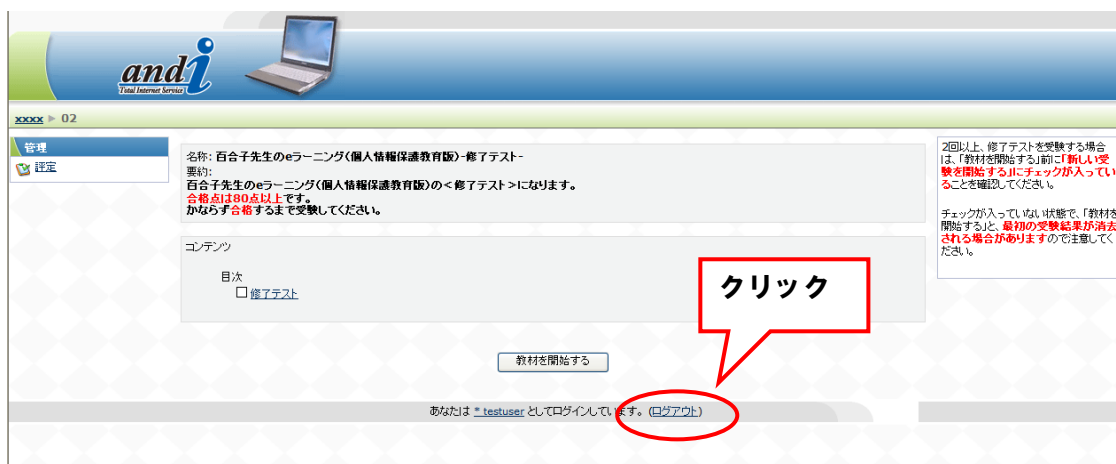 andi
Total Internet Service
xxxx ► 02
管理
評定
名称: 百合子先生のeラーニング(個人情報保護教育版)-修了テスト-
要約:
百合子先生のeラーニング(個人情報保護教育版)の<修了テスト>になります。
合格点は80点以上です。
かならず合格するまで受験してください。
コンテンツ
目次
修了テスト
教材を開始する
2回以上、修了テストを受験する場合
は、「教材を開始する」前に「新しい受
験を開始する」にチェックが入ってい
ることを確認してください。
チェックが入っていない状態で、「教材を
開始する」と、最初の受験結果が消去
される場合がありますので注意してく
ださい。
クリック
あなたは * testuser としてログインしています。(ログアウト)